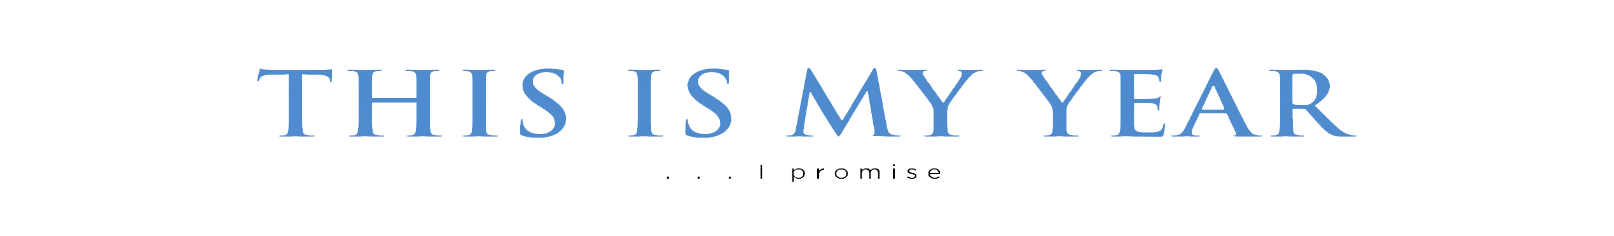 THIS IS MY YEAR
. . . I promise